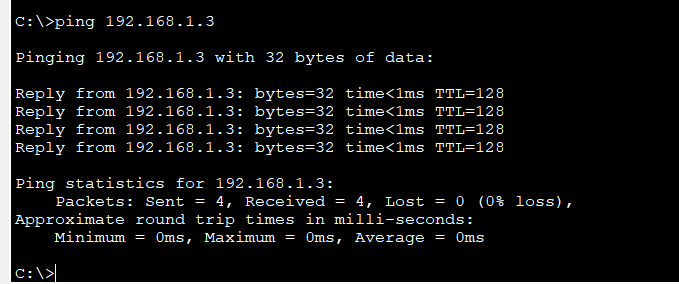 C:\>ping 192.168.1.3
Pinging 192.168.1.3 with 32 bytes of data:
Reply from 192.168.1.3: bytes=32 time<1ms TTL=128
Reply from 192.168.1.3: bytes=32 time<1ms TTL=128
Reply from 192.168.1.3: bytes=32 time<1ms TTL=128
Reply from 192.168.1.3: bytes=32 time<1ms TTL=128
Ping statistics for 192.168.1.3:
    Packets: Sent = 4, Received = 4, Lost = 0 (0% loss),
Approximate round trip times in milli-seconds:
    Minimum = 0ms, Maximum = 0ms, Average = 0ms
C:\>